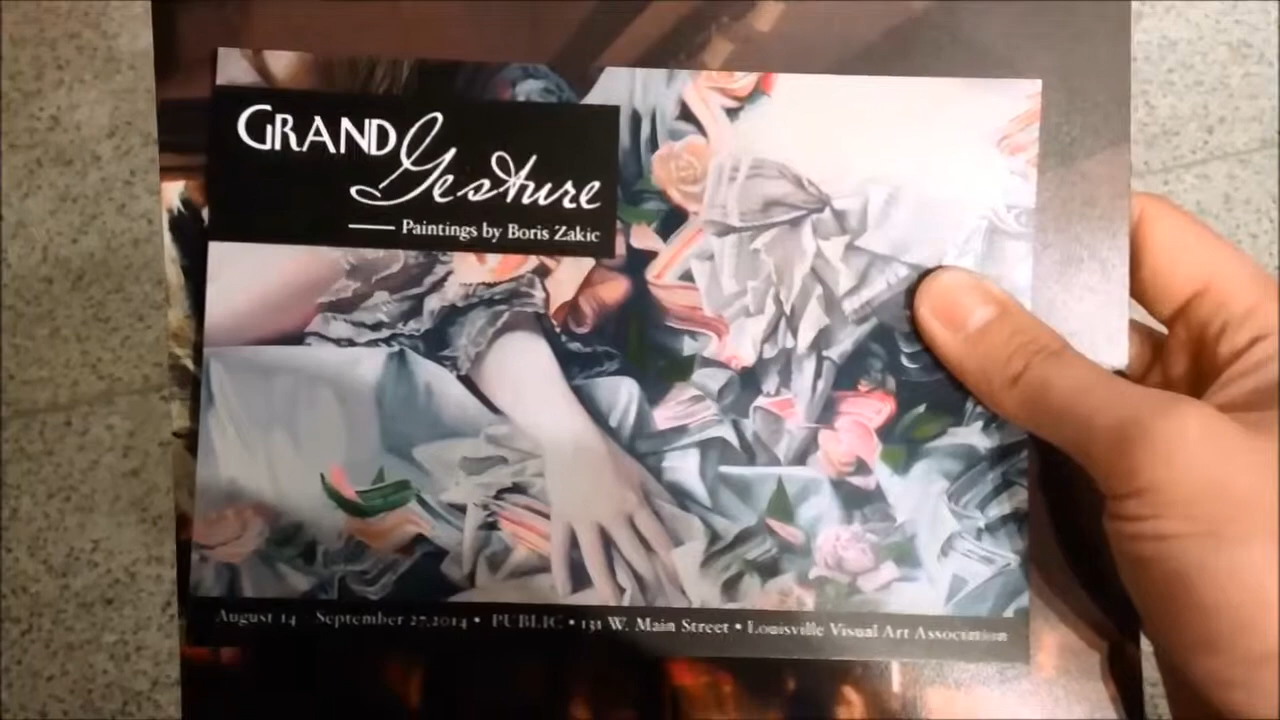 GRAND Gesture
Paintings by Boris Zakic
August 14 September 27, 2014 • PUBLIC • 131 W. Main Street • Louisville Visual Art Association